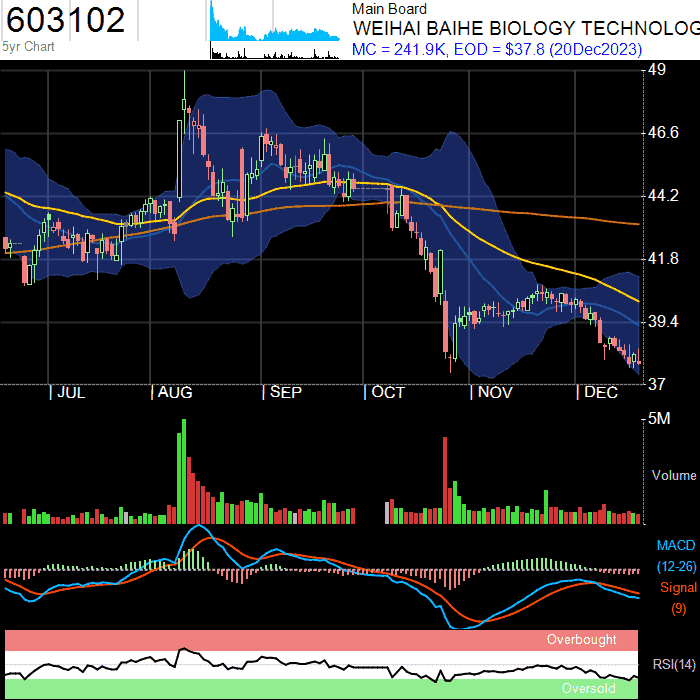 603102
5yr Chart
Main Board
WEIHAI BAIHE BIOLOGY TECHNOLOG
MC = 241.9K, EOD = $37.8 (20Dec2023)
49
46.6
44.2
41.8
39.4
37
JUL AUG SEP OCT NOV DEC
5M
Volume
MACD
(12-26)
Signal
(9)
Overbought
RSI(14)
Oversold